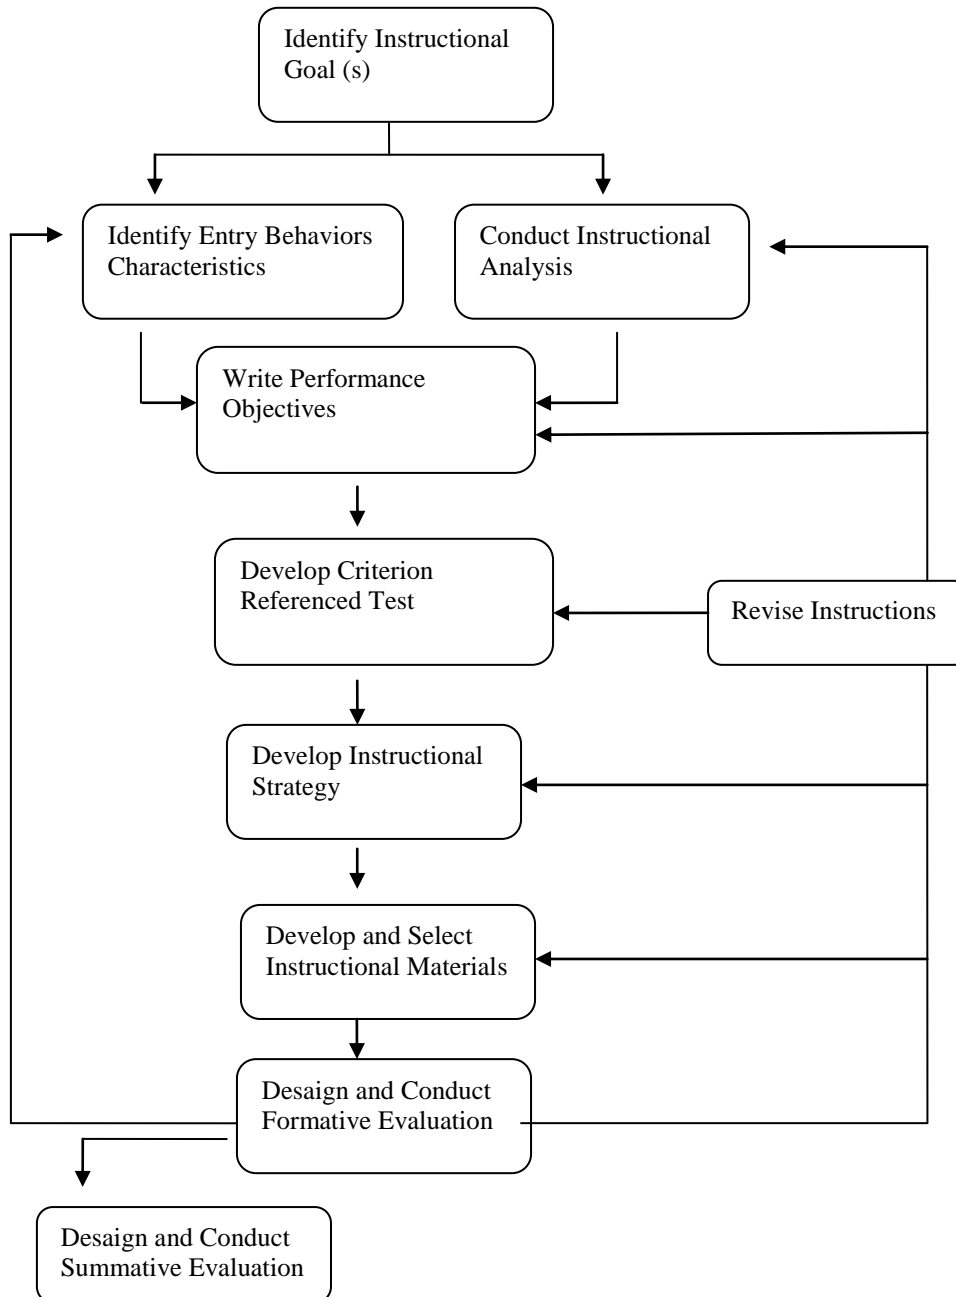 Identify Instructional
Goal (s)
Identify Entry Behaviors
Characteristics
Conduct Instructional
Analysis
Write Performance
Objectives
Develop Criterion
Referenced Test
Revise Instructions
Develop Instructional
Strategy
Develop and Select
Instructional Materials
Desaign and Conduct
Formative Evaluation
Desaign and Conduct
Summative Evaluation